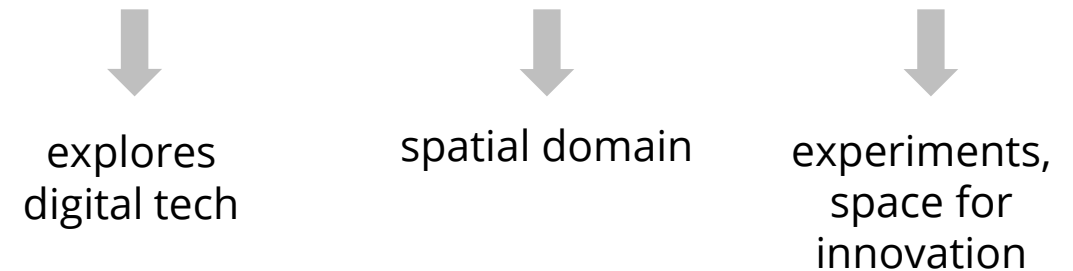 explores
digital tech
spatial domain
experiments,
space for
innovation